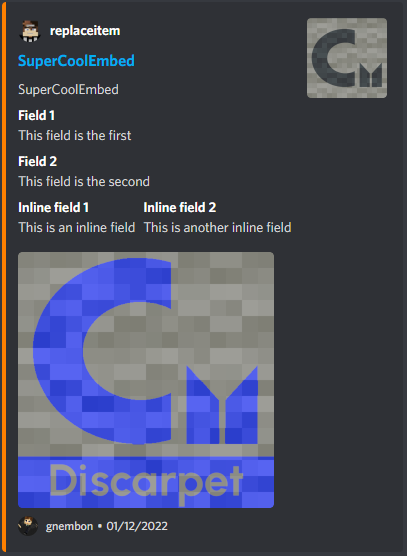 replaceitem
SuperCoolEmbed
SuperCoolEmbed
Field 1
This field is the first
Field 2
This field is the second
Inline field 1 Inline field 2
This is an inline field This is another inline field
Discarpet
gnembon • 01/12/2022